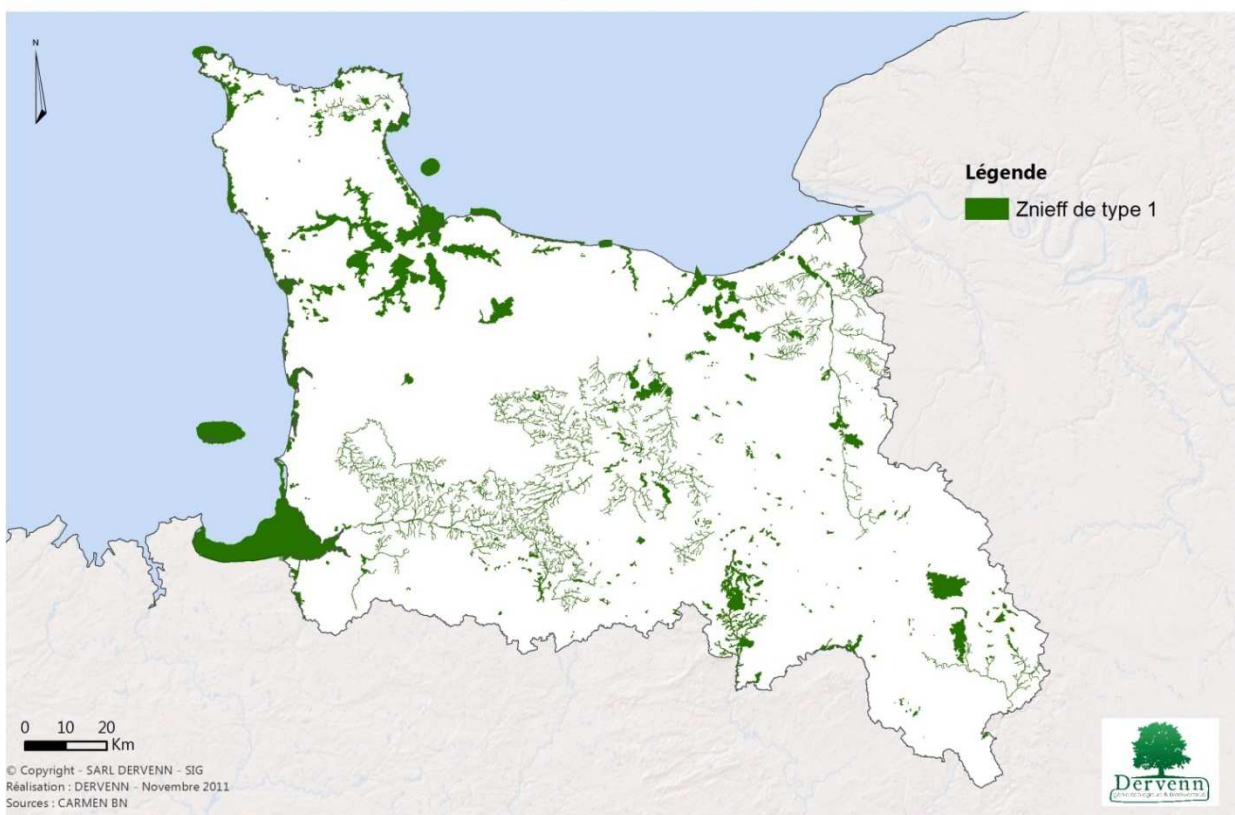 N
Légende
Znieff de type 1
0 10 20
Km
© Copyright - SARL DERVENN - SIG
Réalisation : DERVENN - Novembre 2011
Sources : CARMEN BN
Dervenn